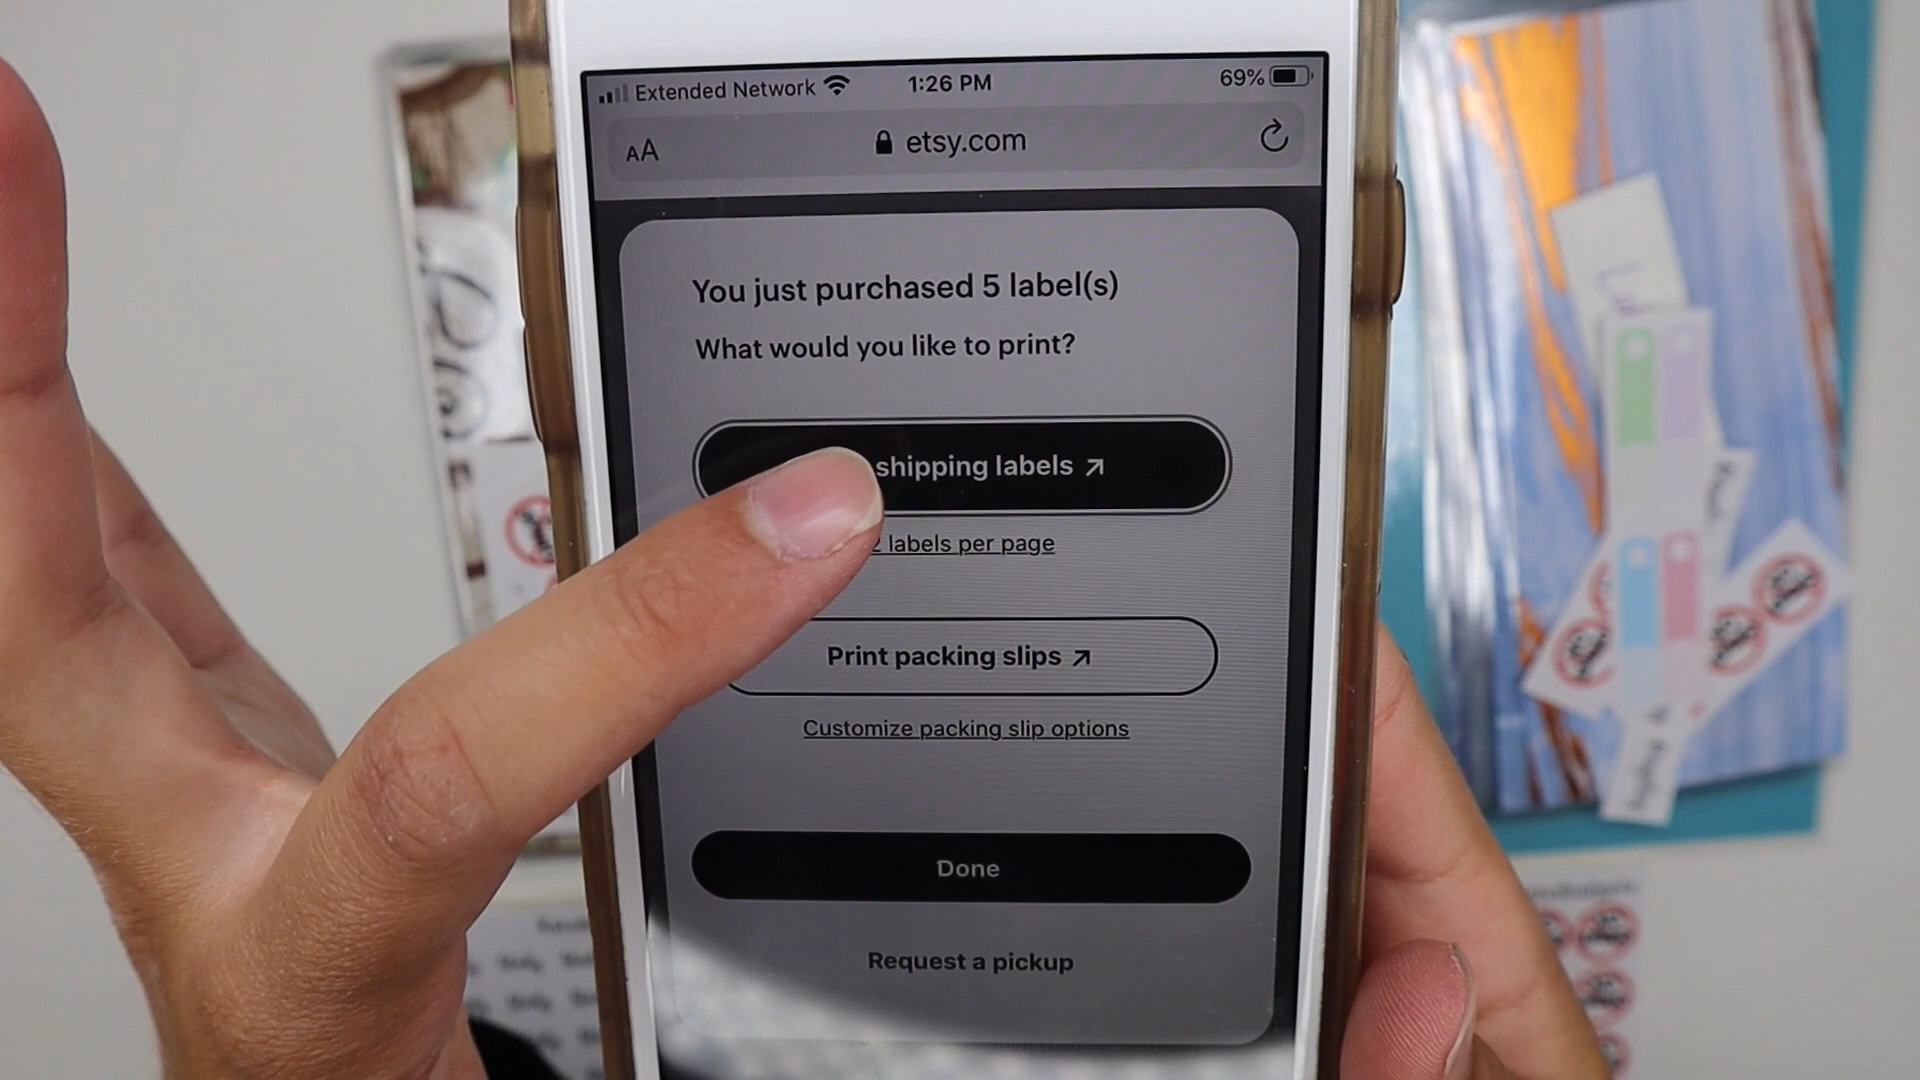 Extended Network 1:26 PM 69%
AA etsy.com
You just purchased 5 label(s)
What would you like to print?
shipping labels ↗
labels per page
Print packing slips ↗
Customize packing slip options
Done
Request a pickup